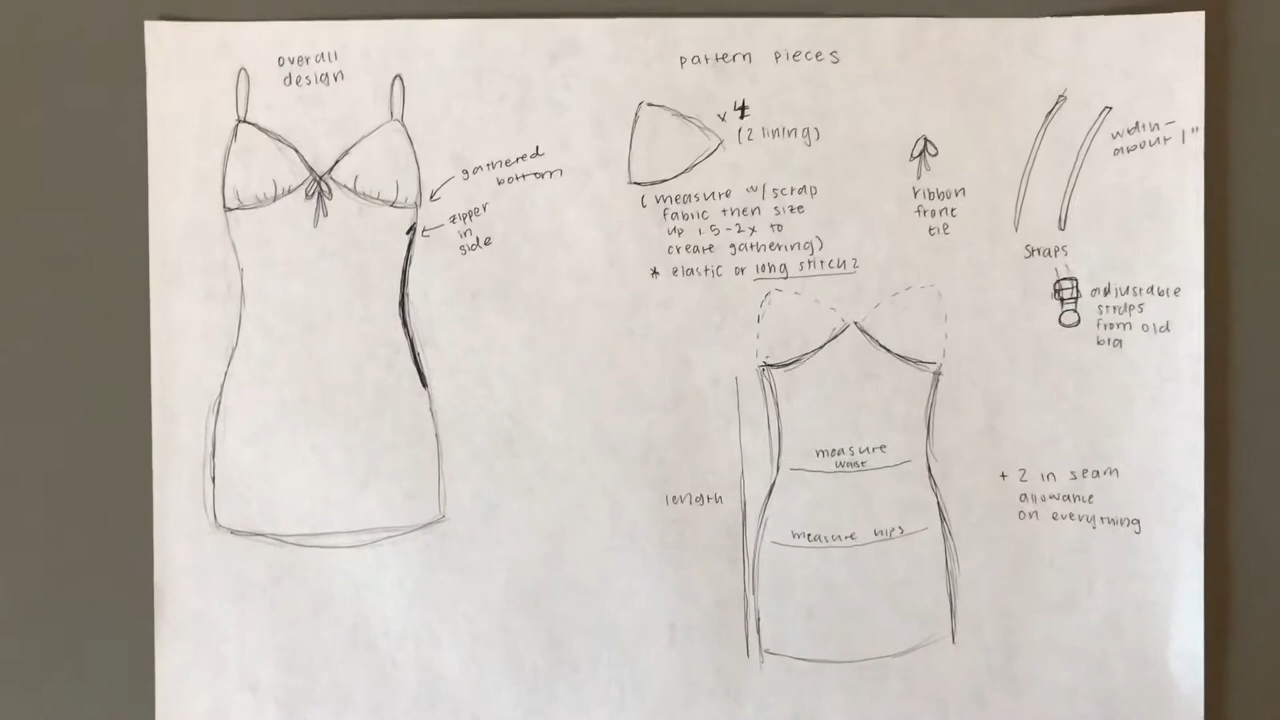 overall
design
gathered
bottom
zipper
in
side
pattern pieces
x 4
(2 lining)
(measure w/ scrap
fabric then size
up 1.5-2x to
create gathering)
* elastic or long stitch?
ribbon
front
tie
width-
about 1"
straps
adjustable
straps
from old
bra
measure
waist
measure hips
length
+ 2 in seam
allowance
on everything